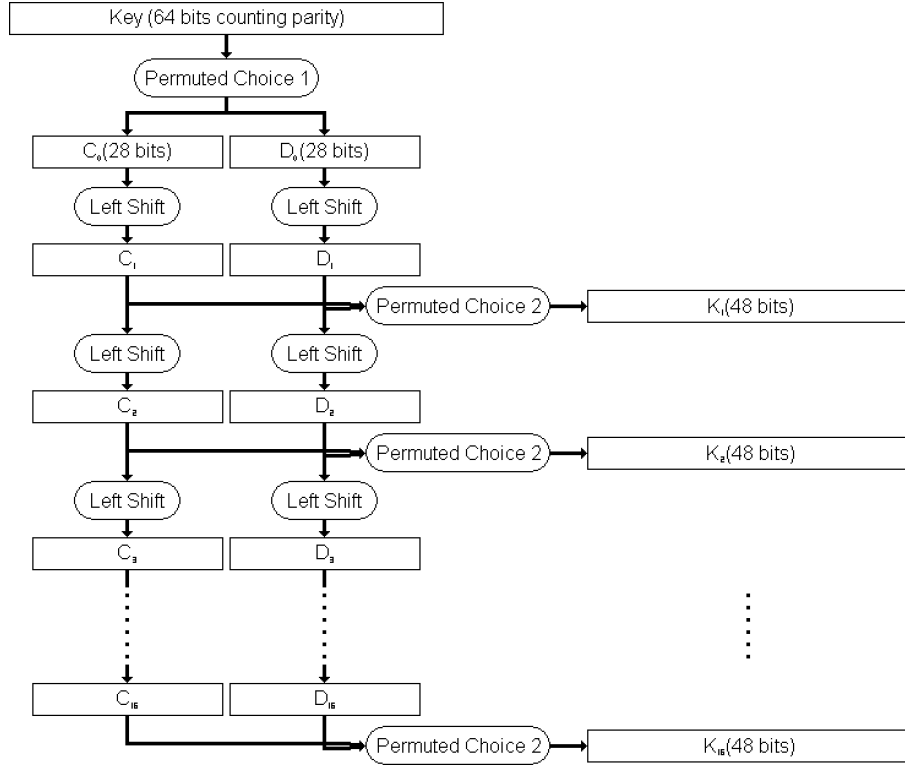 Key (64 bits counting parity)
Permuted Choice 1
C₀(28 bits) D₀(28 bits)
Left Shift Left Shift
C₁ D₁
Permuted Choice 2 K₁(48 bits)
Left Shift Left Shift
C₂ D₂
Permuted Choice 2 K₂(48 bits)
Left Shift Left Shift
C₃ D₃
C₁₆ D₁₆
Permuted Choice 2 K₁₆(48 bits)